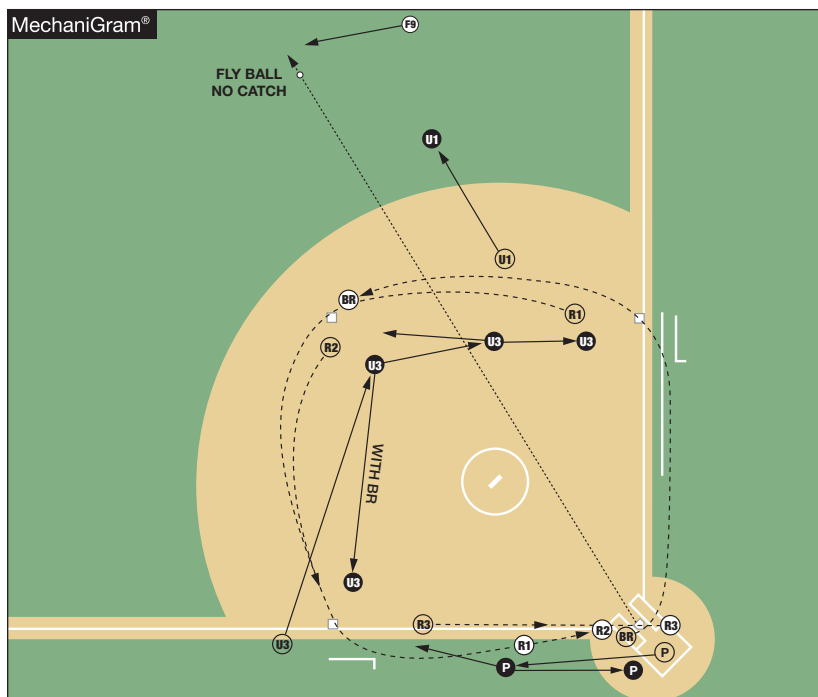 MechaniGram®
F9
FLY BALL
NO CATCH
U1
U1
BR
R1
R2
U3
U3
U3
WITH BR
U3
R3
R2
R3
BR
U3
R1
P
P
P